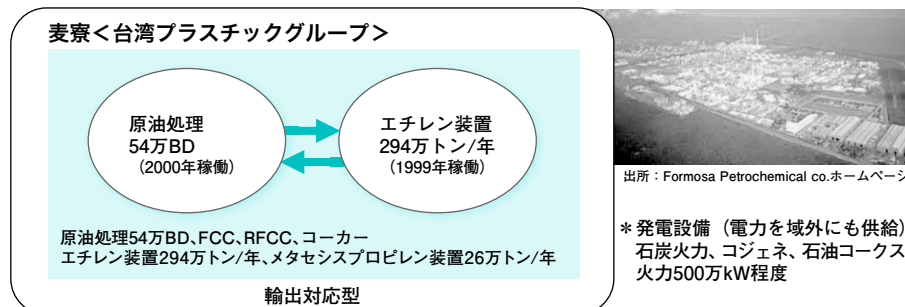 麦寮＜台湾プラスチックグループ＞
原油処理
54万BD
（2000年稼働）
エチレン装置
294万トン/年
（1999年稼働）
原油処理54万BD、FCC、RFCC、コーカー
エチレン装置294万トン/年、メタセシスプロピレン装置26万トン/年
輸出対応型
出所：Formosa Petrochemical co.ホームページ
＊発電設備（電力を域外にも供給）
石炭火力、コジェネ、石油コークス
火力500万kW程度